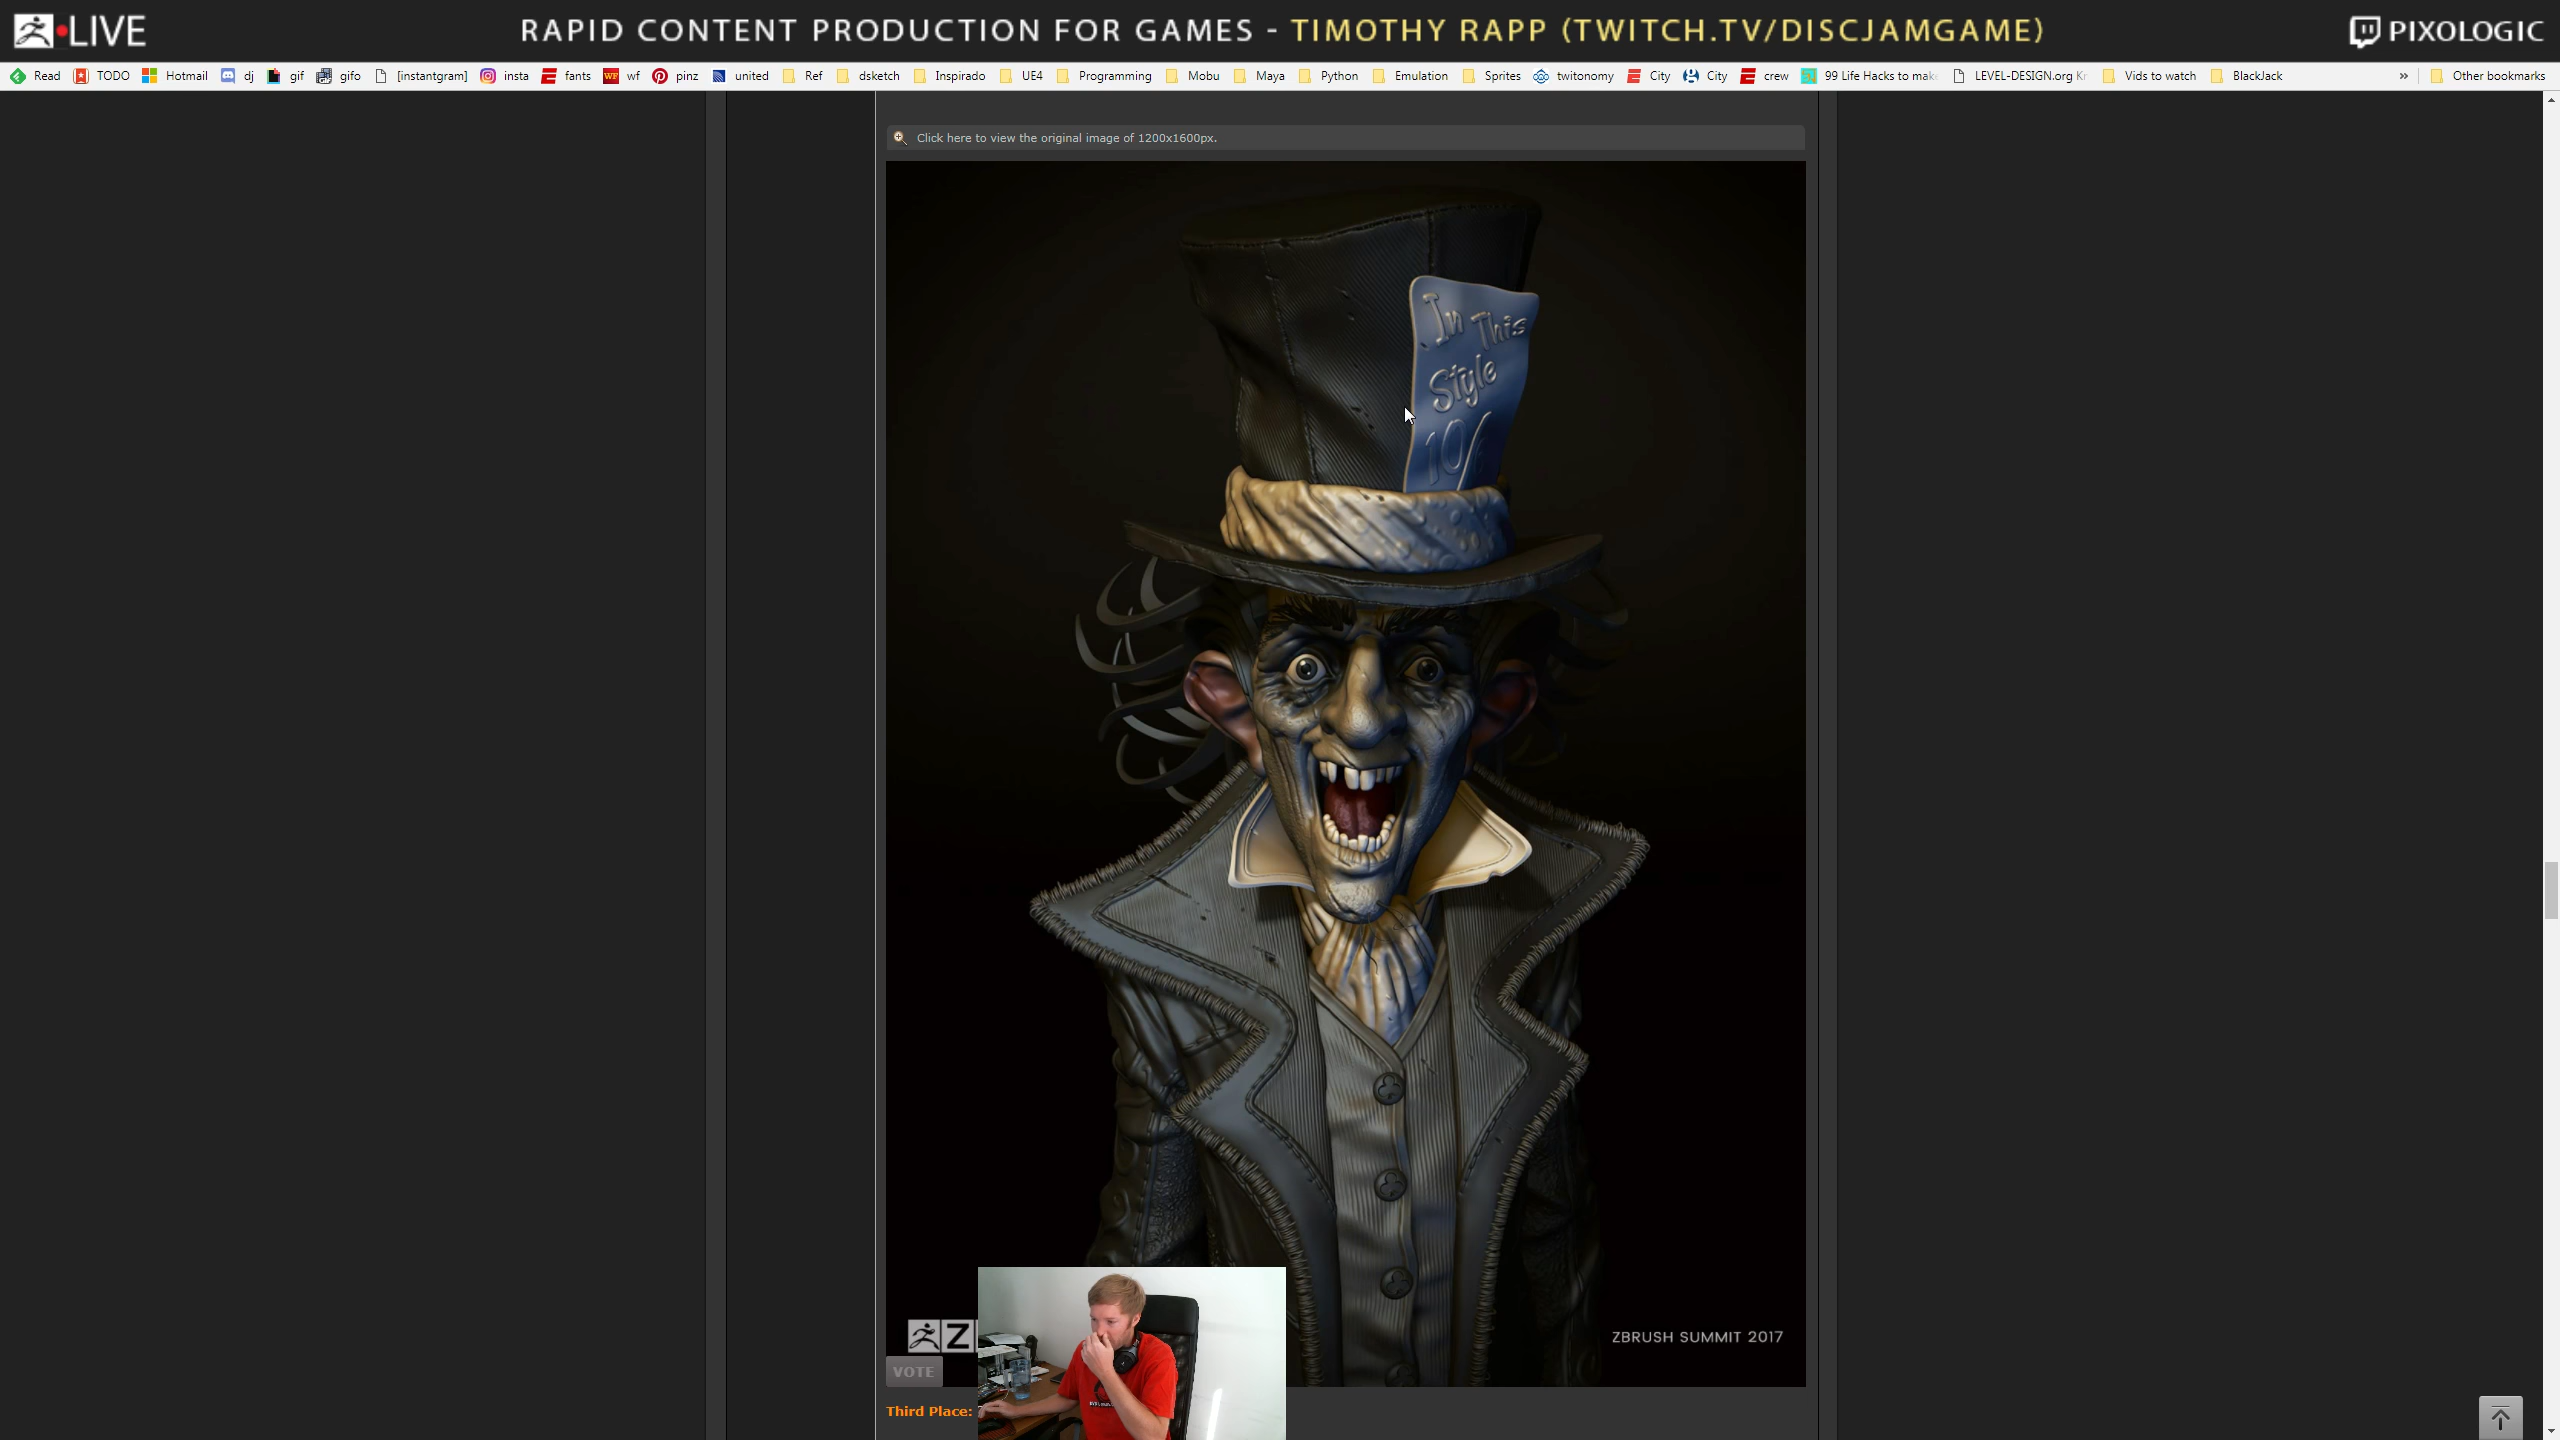 LIVE
RAPID CONTENT PRODUCTION FOR GAMES - TIMOTHY RAPP (TWITCH.TV/DISCJAMGAME)
PIXOLOGIC
Read TODO Hotmail dj gif gifo [instantgram] insta fants wf pinz united Ref dsketch Inspirado UE4 Programming Mobu Maya Python Emulation Sprites twitonomy City City crew 99 Life Hacks to make LEVEL-DESIGN.org Kr Vids to watch BlackJack » Other bookmarks
Click here to view the original image of 1200x1600px.
In This
Style
10/
Z
ZBRUSH SUMMIT 2017
VOTE
Third Place: